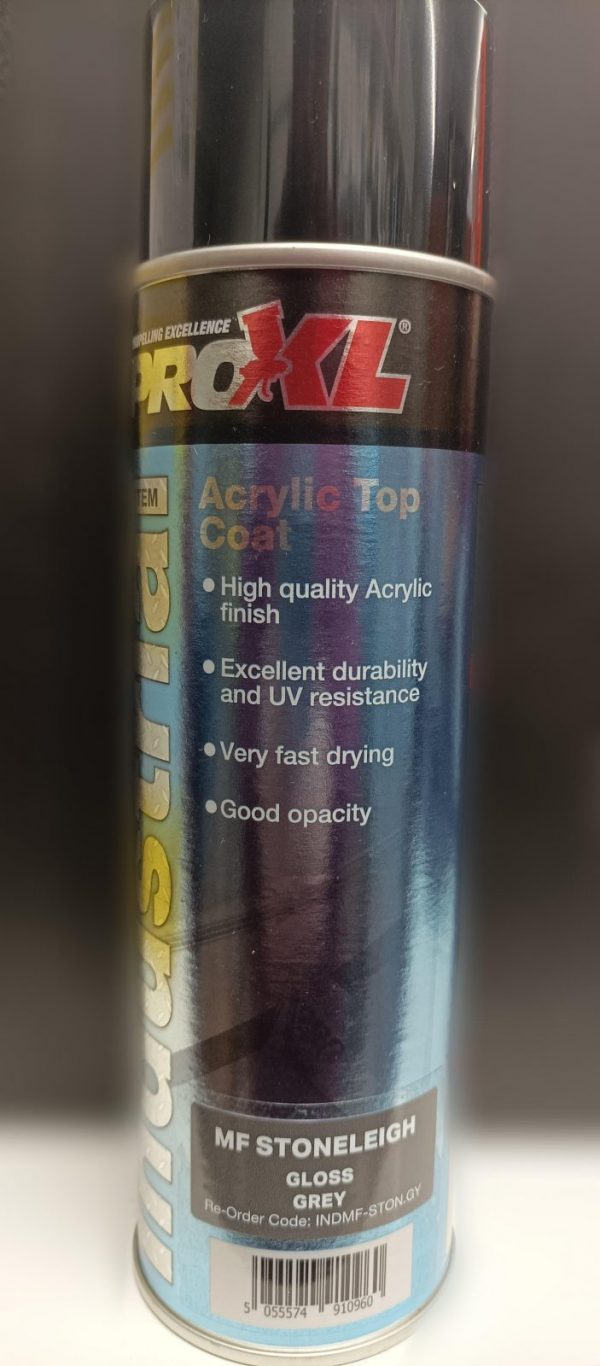 EXCELLENCE
PROXL®
Industrial
Acrylic Top
Coat
• High quality Acrylic
finish
• Excellent durability
and UV resistance
• Very fast drying
• Good opacity
MF STONELEIGH
GLOSS
GREY
Re-Order Code: INDMF-STON.GY
5 055574 910960